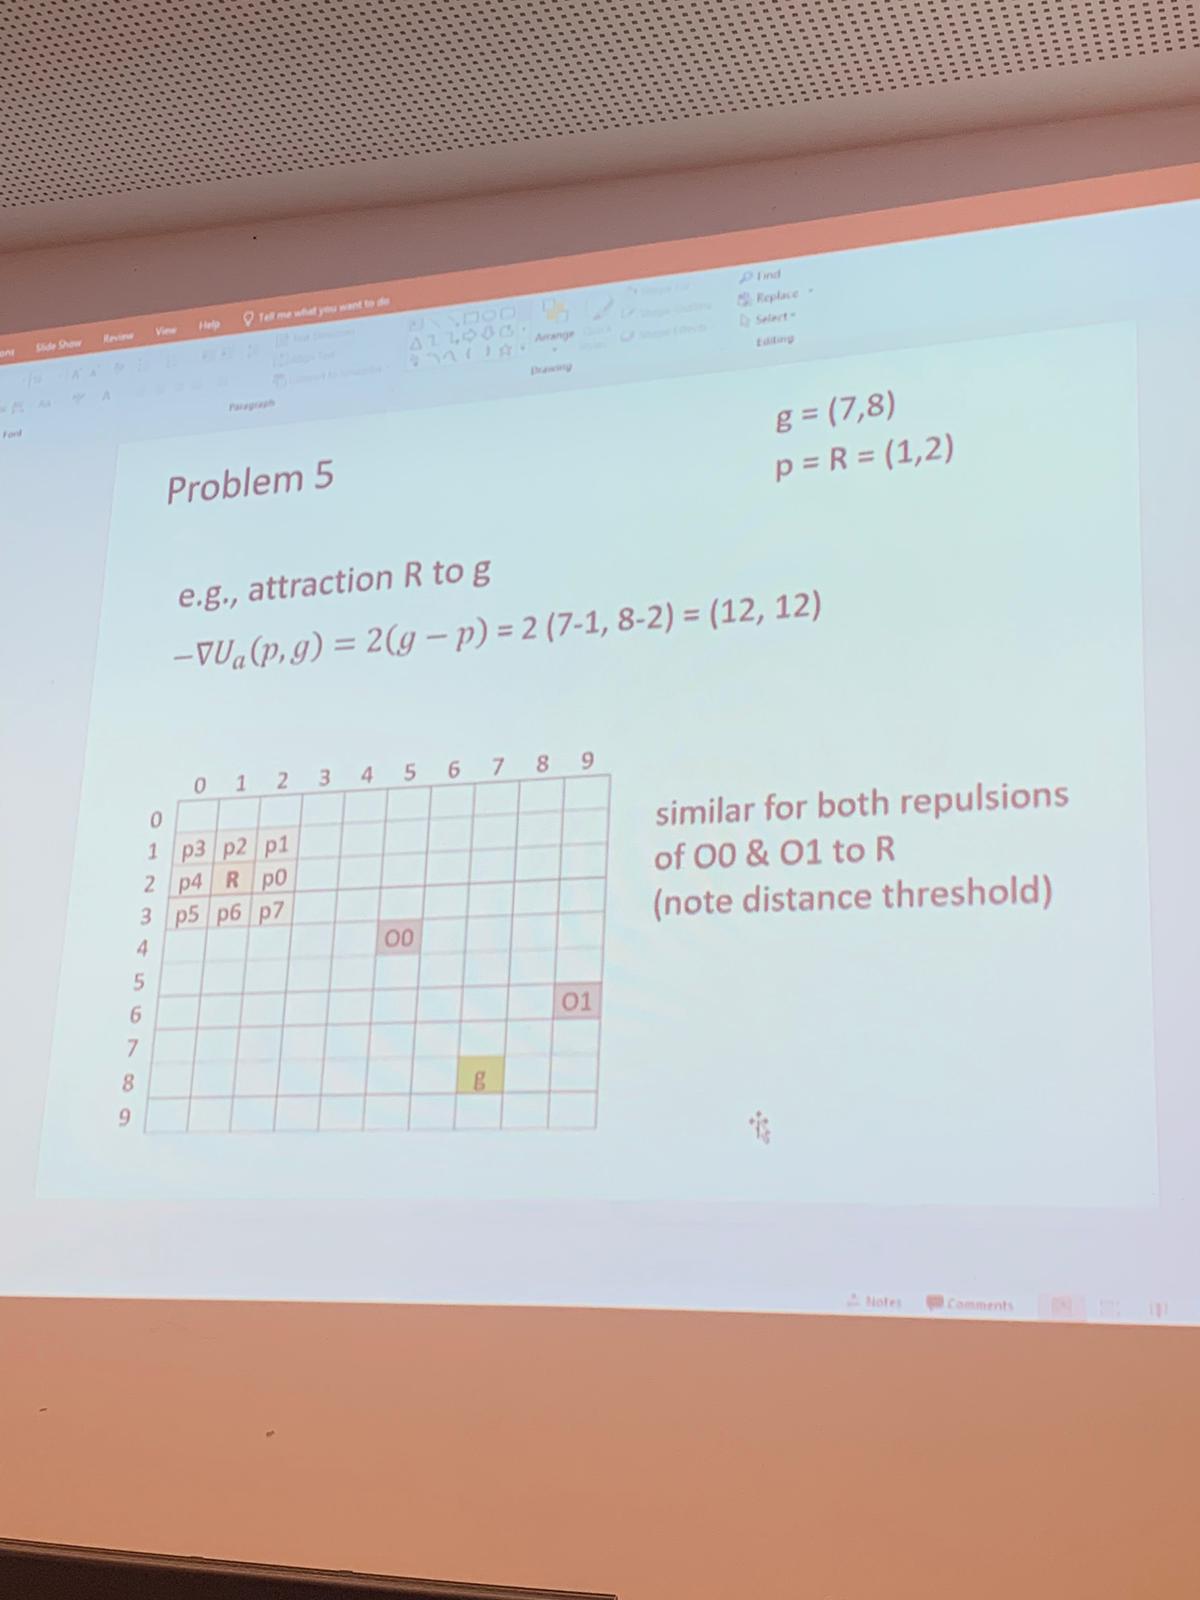 Slide Show Review View Help Tell me what you want to do
Find
Replace
Select
Editing
Arrange
Drawing
Paragraph
Font
g = (7,8)
p = R = (1,2)
Problem 5
e.g., attraction R to g
−∇Uₐ(p,g) = 2(g − p) = 2 (7-1, 8-2) = (12, 12)
0 1 2 3 4 5 6 7 8 9
0
1 p3 p2 p1
2 p4 R p0
3 p5 p6 p7
4 O0
5
6 O1
7
8 g
9
similar for both repulsions
of O0 & O1 to R
(note distance threshold)
Notes Comments